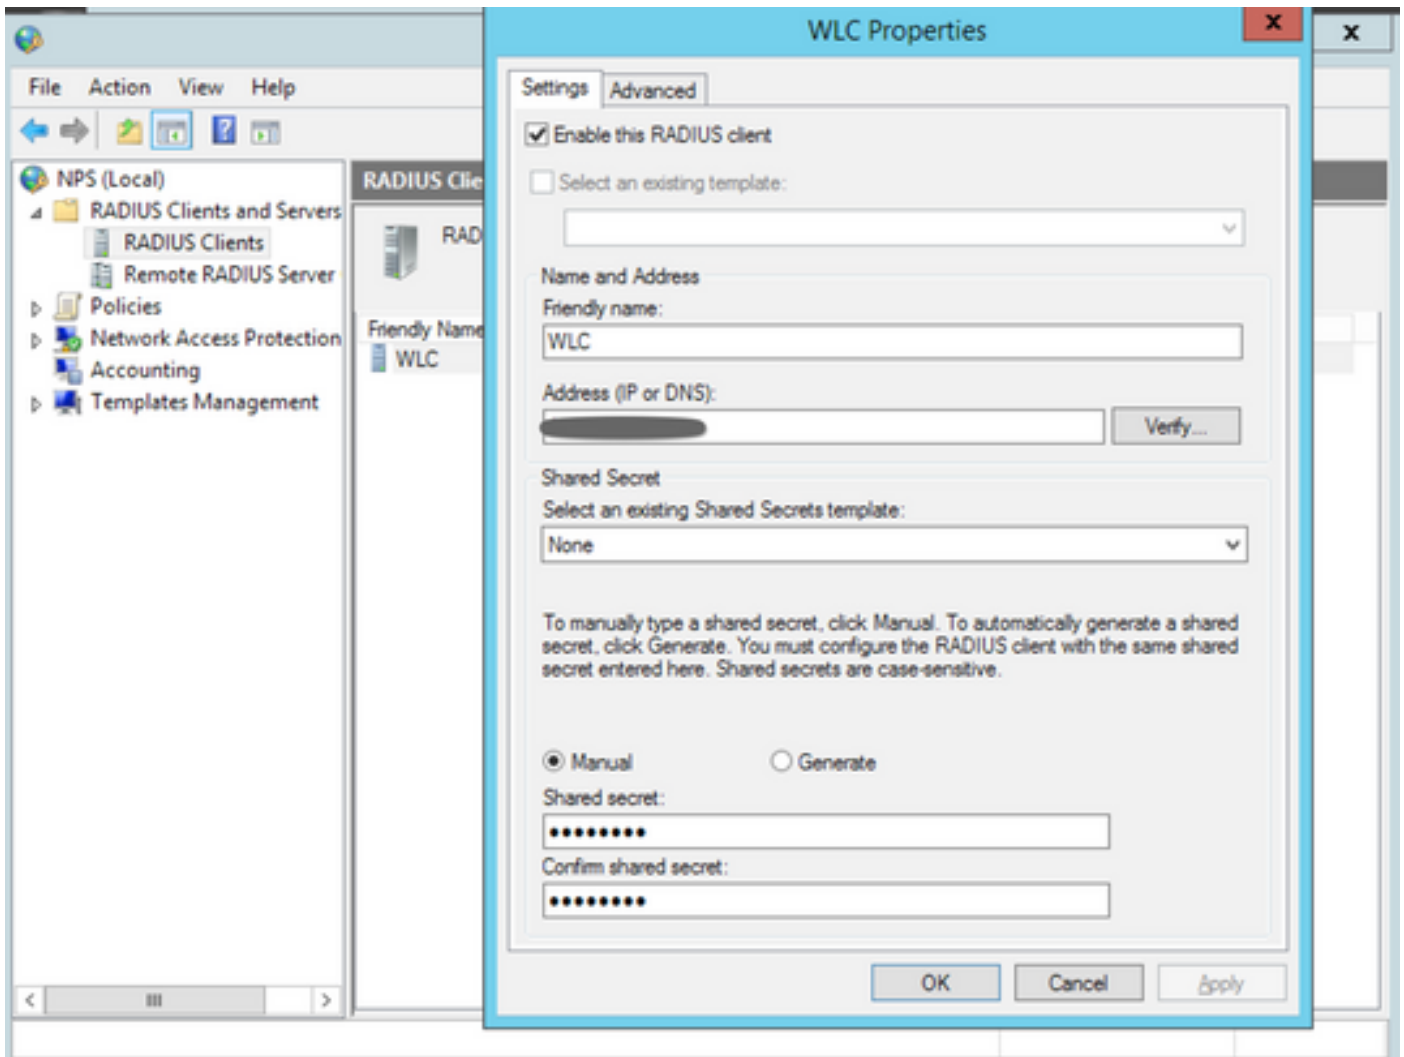 WLC Properties
File Action View Help
NPS (Local)
RADIUS Clients and Servers
RADIUS Clients
Remote RADIUS Server
Policies
Network Access Protection
Accounting
Templates Management
RADIUS Clie
RAD
Friendly Name
WLC
Settings Advanced
Enable this RADIUS client
Select an existing template:
Name and Address
Friendly name:
WLC
Address (IP or DNS):
Verify...
Shared Secret
Select an existing Shared Secrets template:
None
To manually type a shared secret, click Manual. To automatically generate a shared
secret, click Generate. You must configure the RADIUS client with the same shared
secret entered here. Shared secrets are case-sensitive.
Manual Generate
Shared secret:
••••••••
Confirm shared secret:
••••••••
OK Cancel Apply